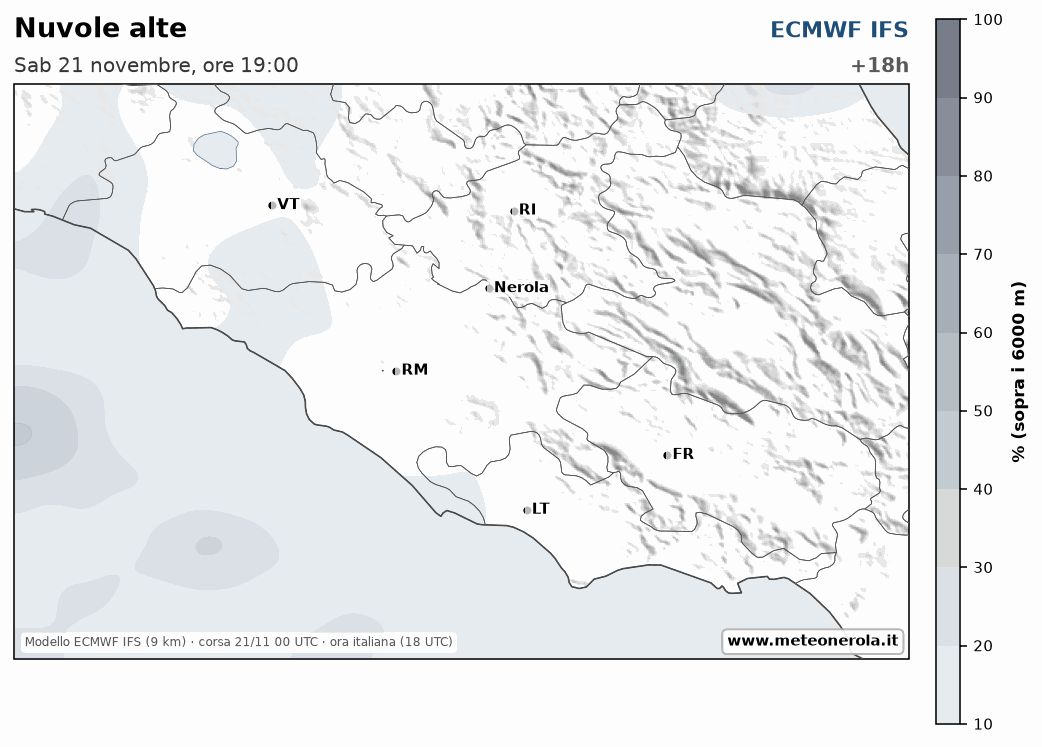 Nuvole alte
ECMWF IFS
Sab 21 novembre, ore 19:00
+18h
100
90
80
70
60
50
40
30
20
10
% (sopra i 6000 m)
VT
RI
Nerola
RM
FR
LT
Modello ECMWF IFS (9 km) · corsa 21/11 00 UTC · ora italiana (18 UTC)
www.meteonerola.it